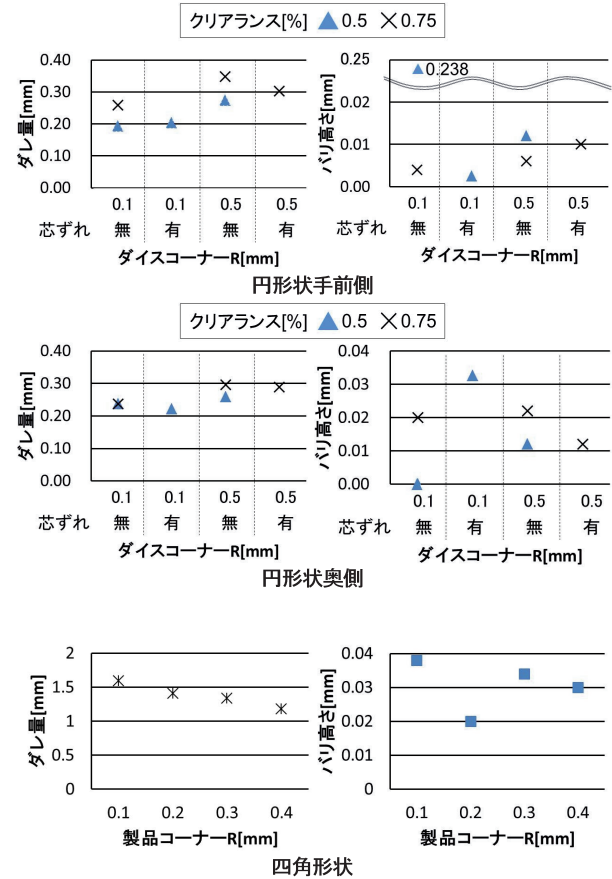 クリアランス[%] 0.5 0.75
ダレ量[mm]
0.40
0.30
0.20
0.10
0.00
0.1 0.1 0.5 0.5
芯ずれ 無 有 無 有
ダイスコーナーR[mm]
バリ高さ[mm]
0.25
0.02
0.01
0.00
0.238
0.1 0.1 0.5 0.5
芯ずれ 無 有 無 有
ダイスコーナーR[mm]
円形状手前側
クリアランス[%] 0.5 0.75
ダレ量[mm]
0.40
0.30
0.20
0.10
0.00
0.1 0.1 0.5 0.5
芯ずれ 無 有 無 有
ダイスコーナーR[mm]
バリ高さ[mm]
0.04
0.03
0.02
0.01
0.00
0.1 0.1 0.5 0.5
芯ずれ 無 有 無 有
ダイスコーナーR[mm]
円形状奥側
ダレ量[mm]
2
1.5
1
0.5
0
0.1 0.2 0.3 0.4
製品コーナーR[mm]
バリ高さ[mm]
0.04
0.03
0.02
0.01
0
0.1 0.2 0.3 0.4
製品コーナーR[mm]
四角形状